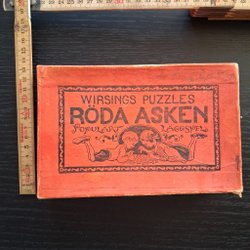 WIRSINGS PUZZLES
RÖDA ASKEN
POPULÄRT LÄGGSPEL